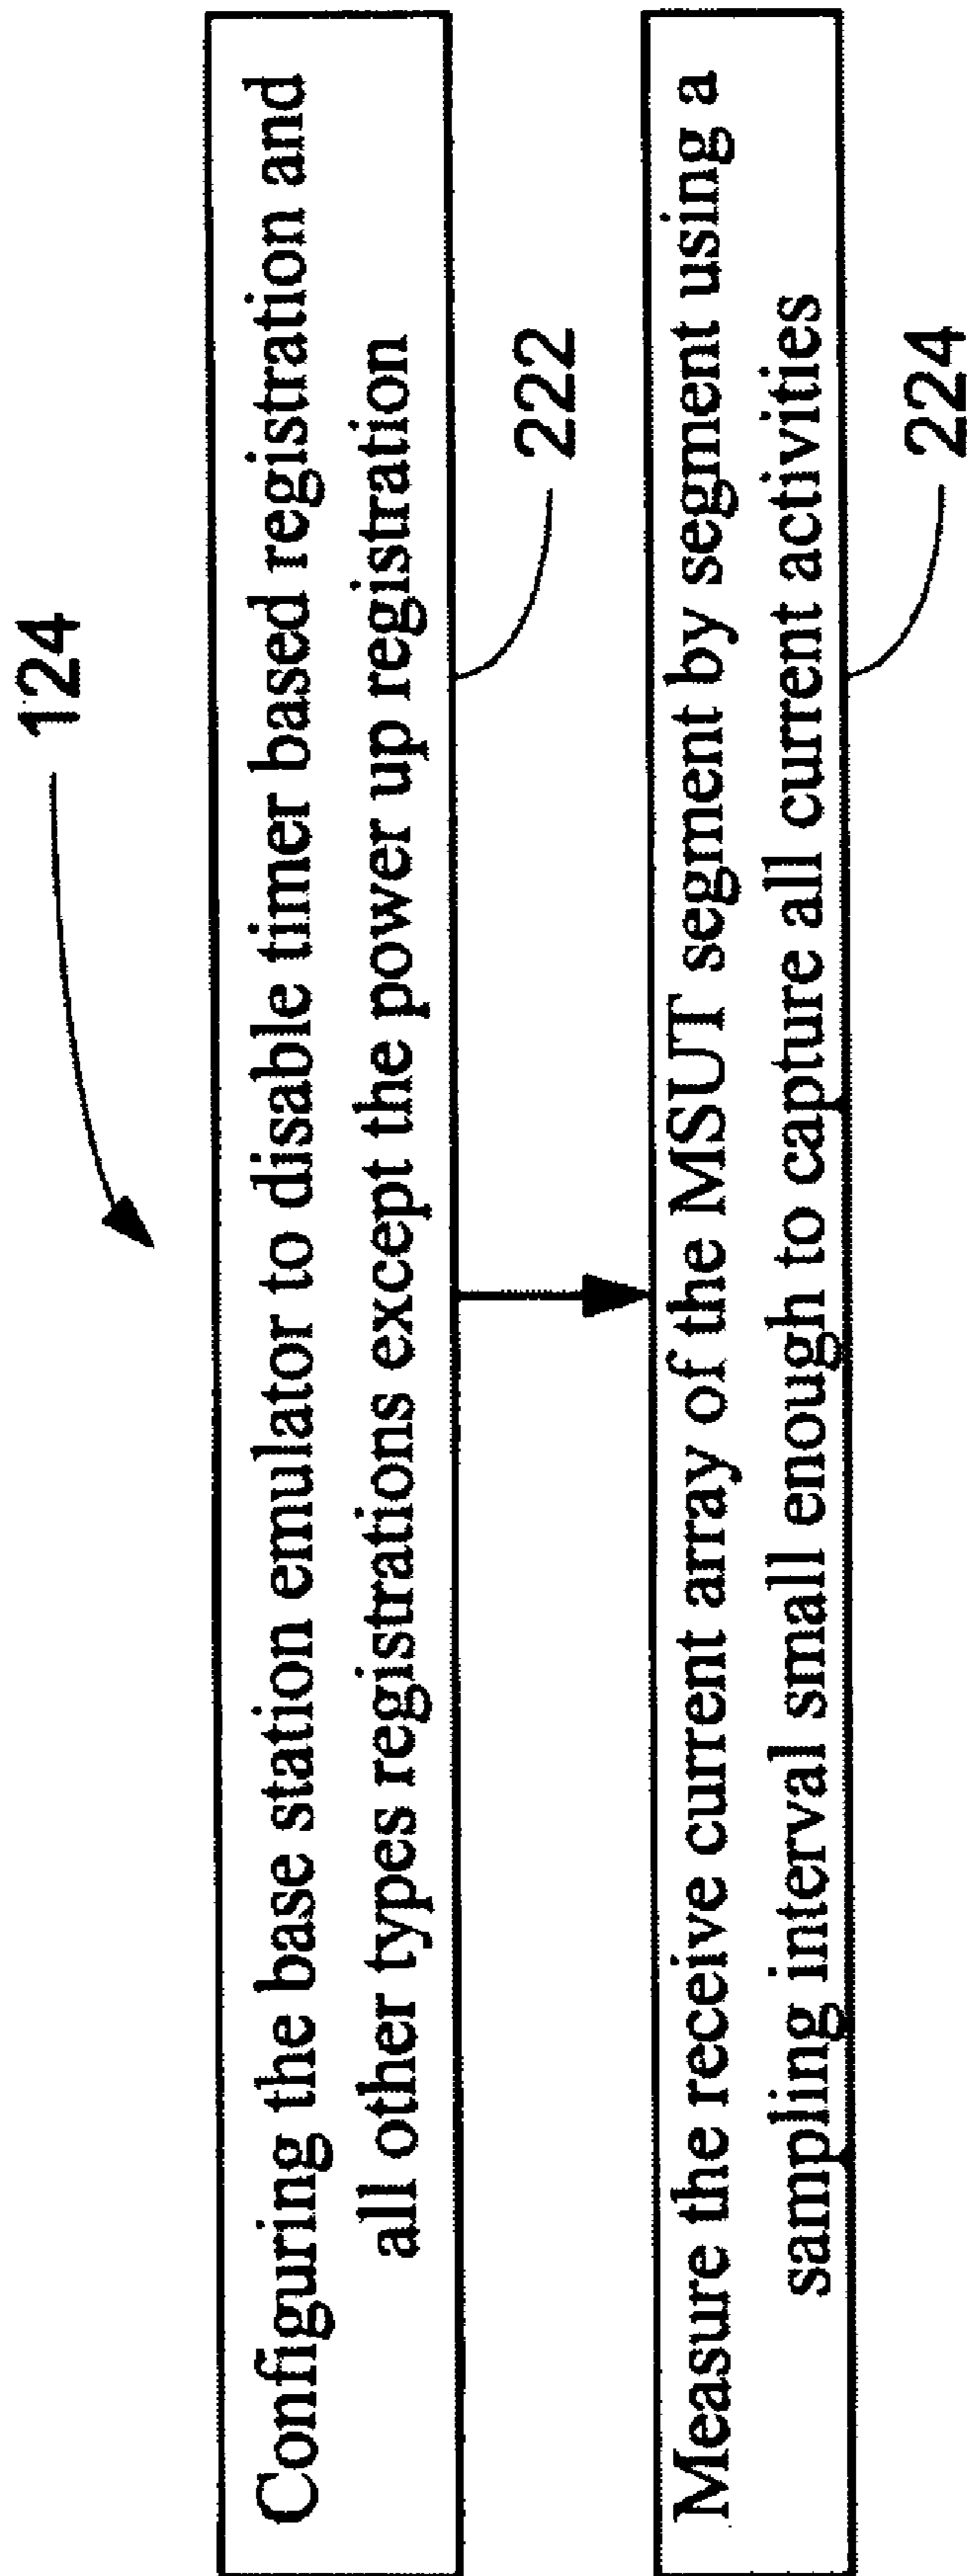 124
Configuring the base station emulator to disable timer based registration and
all other types registrations except the power up registration
222
Measure the receive current array of the MSUT segment by segment using a
sampling interval small enough to capture all current activities
224